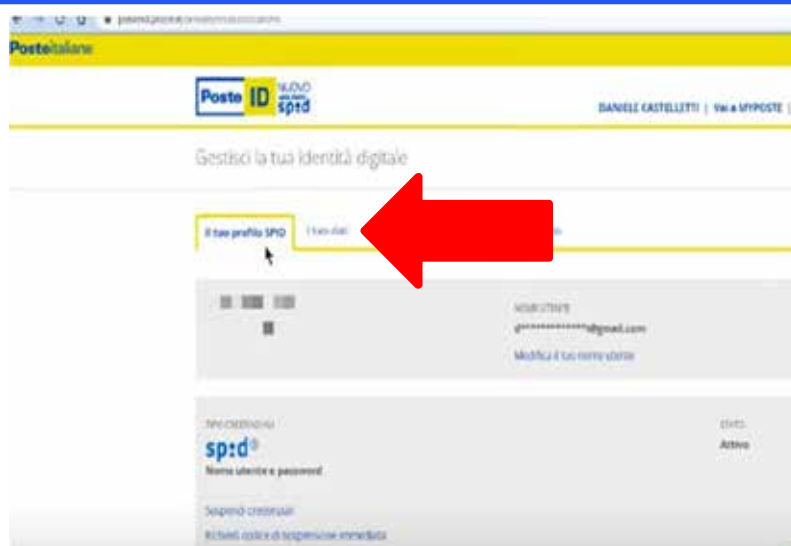 Posteitaliane
Poste ID NUOVO
sp:d
DANIELE CASTELLETTI | Vai a MYPOSTE |
Gestisci la tua identità digitale
Il tuo profilo SPID I tuoi dati
NOME UTENTE
d**************@gmail.com
Modifica il tuo nome utente
TIPO CREDENZIALI
STATO
sp:d
Attivo
Nome utente e password
Sospendi credenziali
Richiedi codice di sospensione immediata